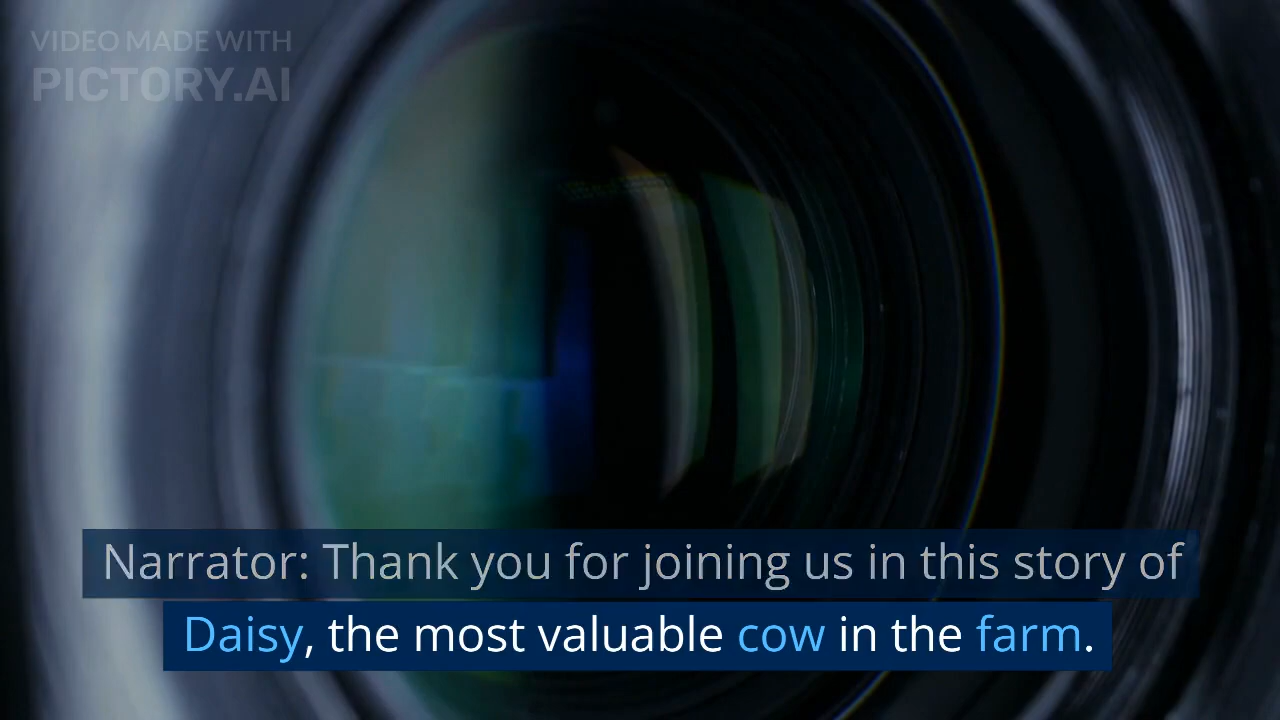 VIDEO MADE WITH
PICTORY.AI
Narrator: Thank you for joining us in this story of
Daisy, the most valuable cow in the farm.